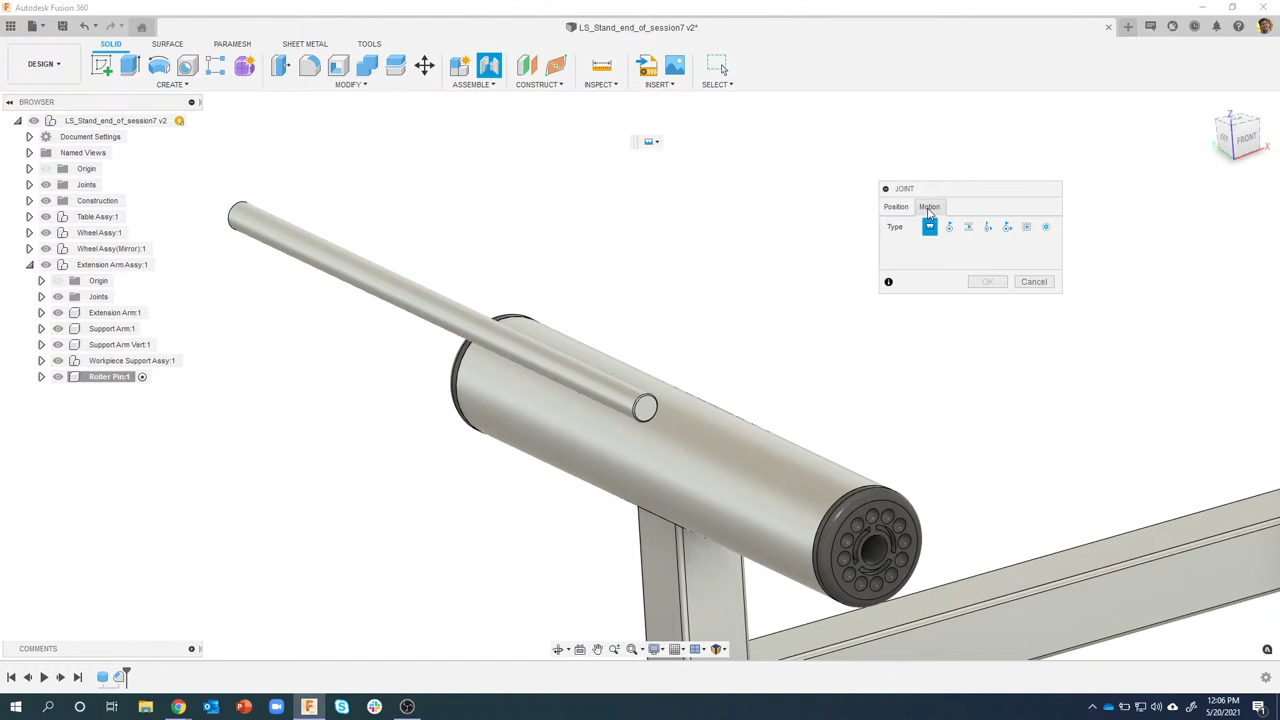 Autodesk Fusion 360
LS_Stand_end_of_session7 v2*
SOLID SURFACE PARAMESH SHEET METAL TOOLS
DESIGN
CREATE MODIFY ASSEMBLE CONSTRUCT INSPECT INSERT SELECT
BROWSER
LS_Stand_end_of_session7 v2
Document Settings
Named Views
Origin
Joints
Construction
Table Assy:1
Wheel Assy:1
Wheel Assy(Mirror):1
Extension Arm Assy:1
Origin
Joints
Extension Arm:1
Support Arm:1
Support Arm Vert:1
Workpiece Support Assy:1
Roller Pin:1
JOINT
Position Motion
Type
OK Cancel
Z
FRONT
X
COMMENTS
12:06 PM
5/20/2021